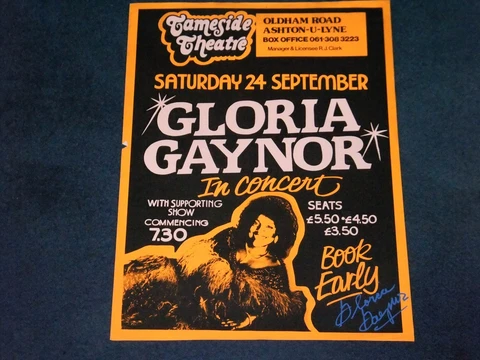 Tameside
Theatre
OLDHAM ROAD
ASHTON-U-LYNE
BOX OFFICE 061-308 3223
Manager & Licensee R.J. Clark
SATURDAY 24 SEPTEMBER
GLORIA
GAYNOR
In concert
WITH SUPPORTING
SHOW
COMMENCING
7.30
SEATS
£5.50 • £4.50
£3.50
Book
Early
Gloria
Gaynor